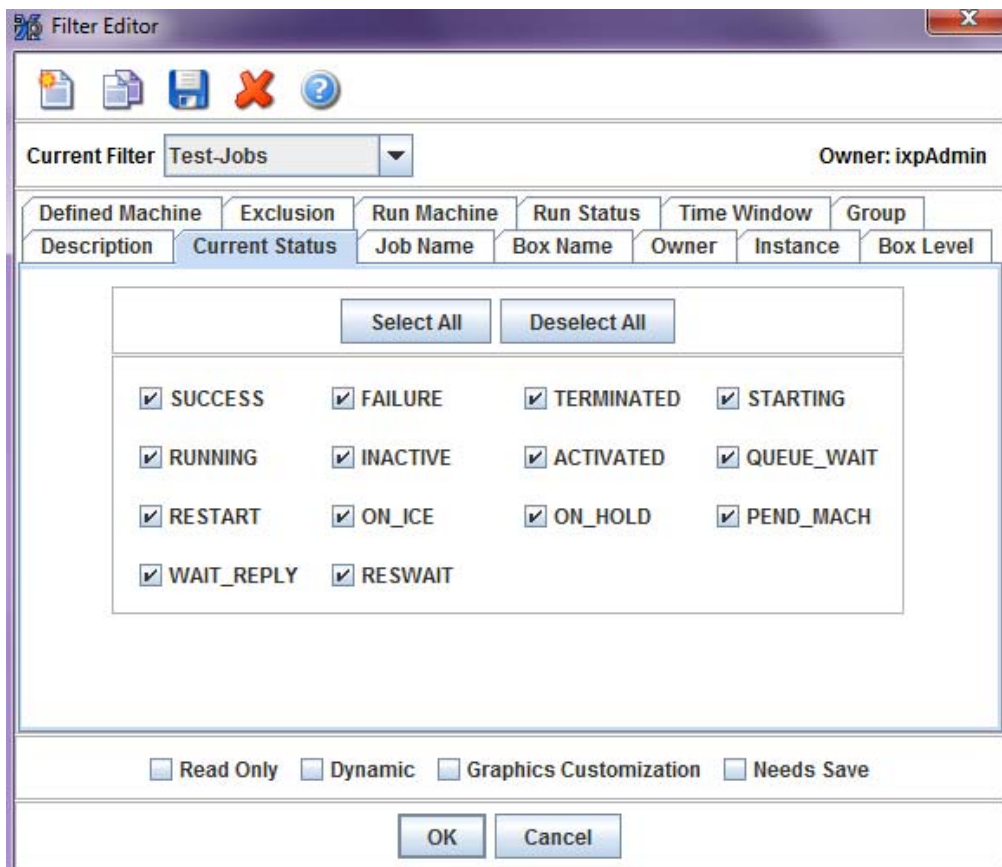 Filter Editor
Current Filter Test-Jobs Owner: ixpAdmin
Defined Machine Exclusion Run Machine Run Status Time Window Group
Description Current Status Job Name Box Name Owner Instance Box Level
Select All Deselect All
SUCCESS FAILURE TERMINATED STARTING
RUNNING INACTIVE ACTIVATED QUEUE_WAIT
RESTART ON_ICE ON_HOLD PEND_MACH
WAIT_REPLY RESWAIT
Read Only Dynamic Graphics Customization Needs Save
OK Cancel